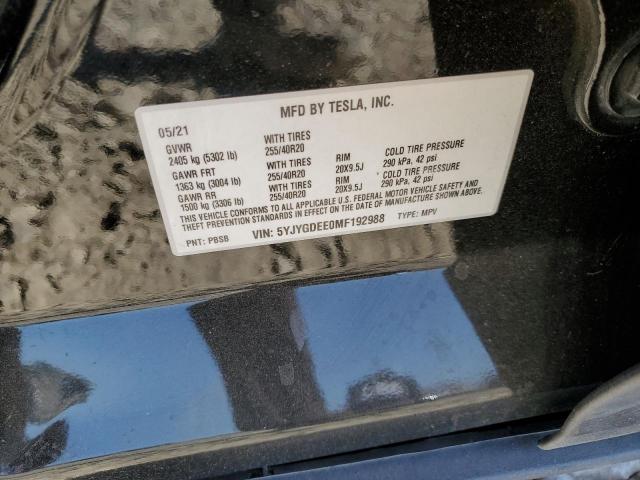 MFD BY TESLA, INC.
05/21
GVWR WITH TIRES
2405 kg (5302 lb) 255/40R20 RIM COLD TIRE PRESSURE
GAWR FRT WITH TIRES 20X9.5J 290 kPa, 42 psi
1363 kg (3004 lb) 255/40R20 RIM COLD TIRE PRESSURE
GAWR RR WITH TIRES 20X9.5J 290 kPa, 42 psi
1500 kg (3306 lb) 255/40R20
THIS VEHICLE CONFORMS TO ALL APPLICABLE U.S. FEDERAL MOTOR VEHICLE SAFETY AND
THEFT PREVENTION STANDARDS IN EFFECT ON THE DATE OF MANUFACTURE SHOWN ABOVE.
PNT: PBSB VIN: 5YJYGDEE0MF192988 TYPE: MPV